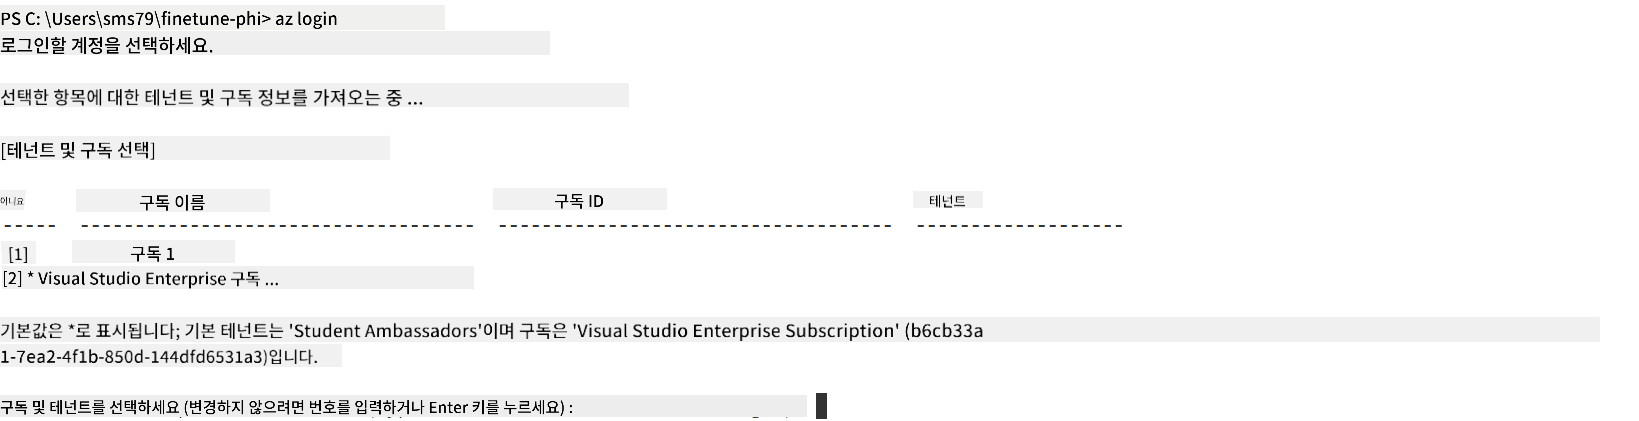 PS C: \Users\sms79\finetune-phi> az login
로그인할 계정을 선택하세요.
선택한 항목에 대한 테넌트 및 구독 정보를 가져오는 중 ...
[테넌트 및 구독 선택]
아니요 구독 이름 구독 ID 테넌트
----- ------------------------------------ ------------------------------------ -------------------
[1] 구독 1
[2] * Visual Studio Enterprise 구독 ...
기본값은 *로 표시됩니다; 기본 테넌트는 'Student Ambassadors'이며 구독은 'Visual Studio Enterprise Subscription' (b6cb33a
1-7ea2-4f1b-850d-144dfd6531a3)입니다.
구독 및 테넌트를 선택하세요 (변경하지 않으려면 번호를 입력하거나 Enter 키를 누르세요) :